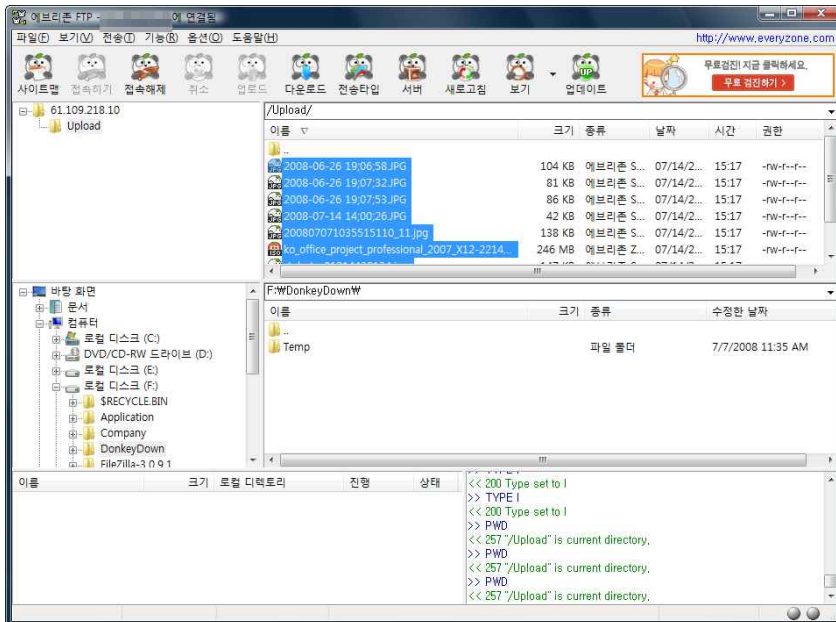 에브리존 FTP - 에 연결됨
파일(F) 보기(V) 전송(T) 기능(R) 옵션(O) 도움말(H)
http://www.everyzone.com
사이트맵 접속하기 접속해제 취소 업로드 다운로드 전송타입 서버 새로고침 보기 업데이트
UP
무료검진! 지금 클릭하세요.
무료 검진하기 >
61.109.218.10
Upload
/Upload/
이름 크기 종류 날짜 시간 권한
..
2008-06-26 19;06;58.JPG 104 KB 에브리존 S... 07/14/2... 15:17 -rw-r--r--
2008-06-26 19;07;32.JPG 81 KB 에브리존 S... 07/14/2... 15:17 -rw-r--r--
2008-06-26 19;07;53.JPG 86 KB 에브리존 S... 07/14/2... 15:17 -rw-r--r--
2008-07-14 14;00;26.JPG 42 KB 에브리존 S... 07/14/2... 15:17 -rw-r--r--
200807071035515110_11.jpg 138 KB 에브리존 S... 07/14/2... 15:17 -rw-r--r--
ko_office_project_professional_2007_X12-2214... 246 MB 에브리존 Z... 07/14/2... 15:17 -rw-r--r--
바탕 화면
문서
컴퓨터
로컬 디스크 (C:)
DVD/CD-RW 드라이브 (D:)
로컬 디스크 (E:)
로컬 디스크 (F:)
$RECYCLE.BIN
Application
Company
DonkeyDown
FileZilla-3.0.9.1
F:₩DonkeyDown₩
이름 크기 종류 수정한 날짜
..
Temp 파일 폴더 7/7/2008 11:35 AM
이름 크기 로컬 디렉토리 진행 상태
<< 200 Type set to I
>> TYPE I
<< 200 Type set to I
>> PWD
<< 257 "/Upload" is current directory,
>> PWD
<< 257 "/Upload" is current directory,
>> PWD
<< 257 "/Upload" is current directory,